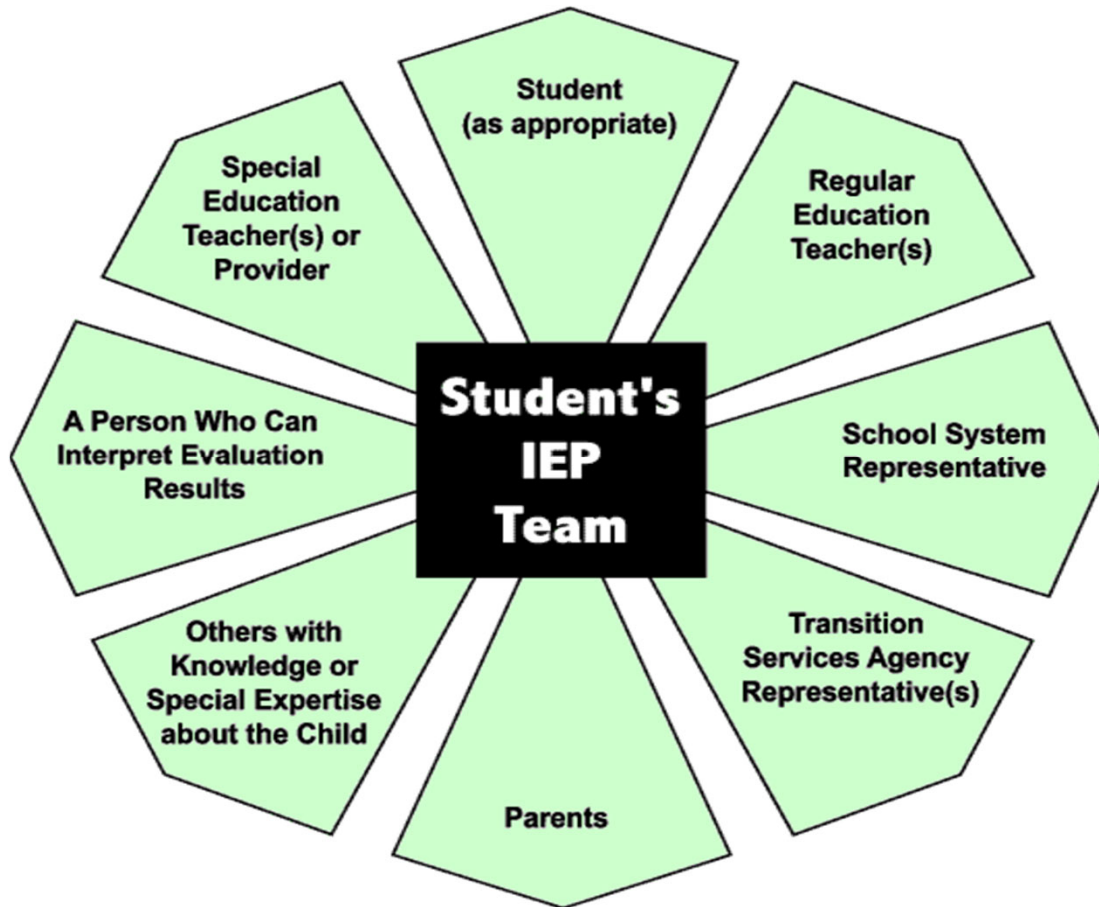 Student
(as appropriate)
Regular
Education
Teacher(s)
School System
Representative
Transition
Services Agency
Representative(s)
Parents
Others with
Knowledge or
Special Expertise
about the Child
A Person Who Can
Interpret Evaluation
Results
Special
Education
Teacher(s) or
Provider
Student's
IEP
Team